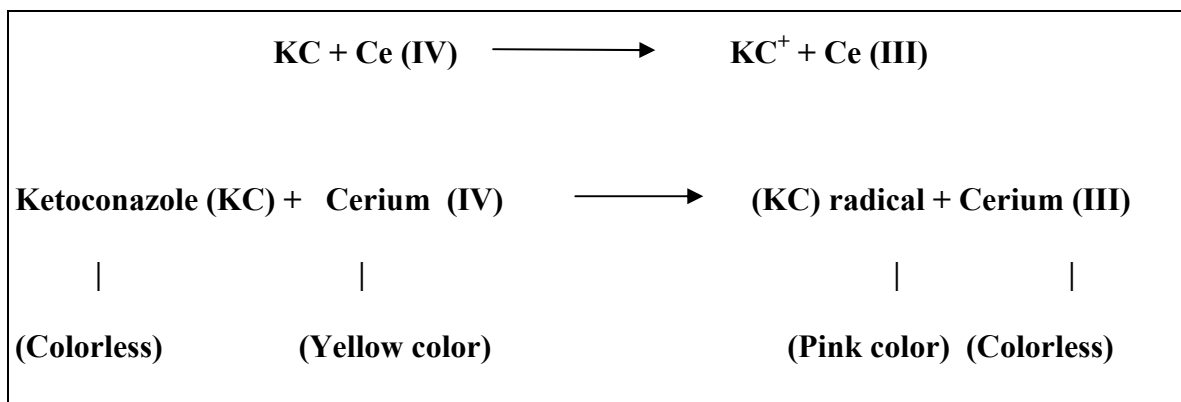 KC + Ce (IV) ⟶ KC⁺ + Ce (III)
Ketoconazole (KC) + Cerium (IV) ⟶ (KC) radical + Cerium (III)
| | | |
(Colorless) (Yellow color) (Pink color) (Colorless)